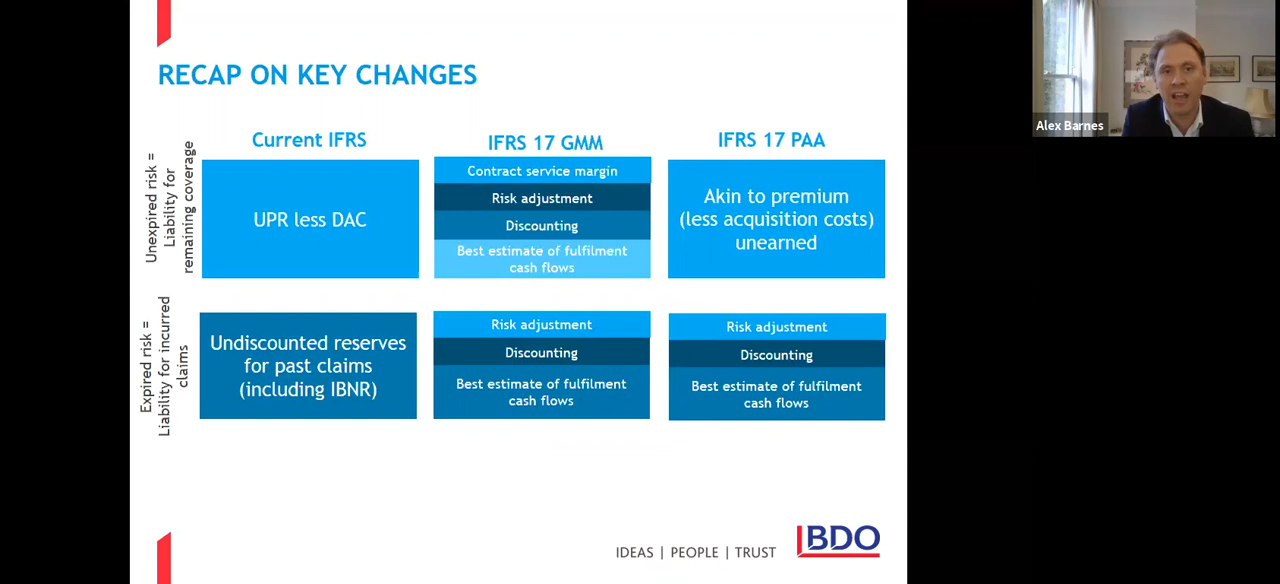 RECAP ON KEY CHANGES
Alex Barnes
Current IFRS
IFRS 17 GMM
IFRS 17 PAA
Unexpired risk =
Liability for
remaining coverage
UPR less DAC
Contract service margin
Risk adjustment
Discounting
Best estimate of fulfilment
cash flows
Akin to premium
(less acquisition costs)
unearned
Expired risk =
Liability for incurred
claims
Undiscounted reserves
for past claims
(including IBNR)
Risk adjustment
Discounting
Best estimate of fulfilment
cash flows
Risk adjustment
Discounting
Best estimate of fulfilment
cash flows
IDEAS | PEOPLE | TRUST
BDO